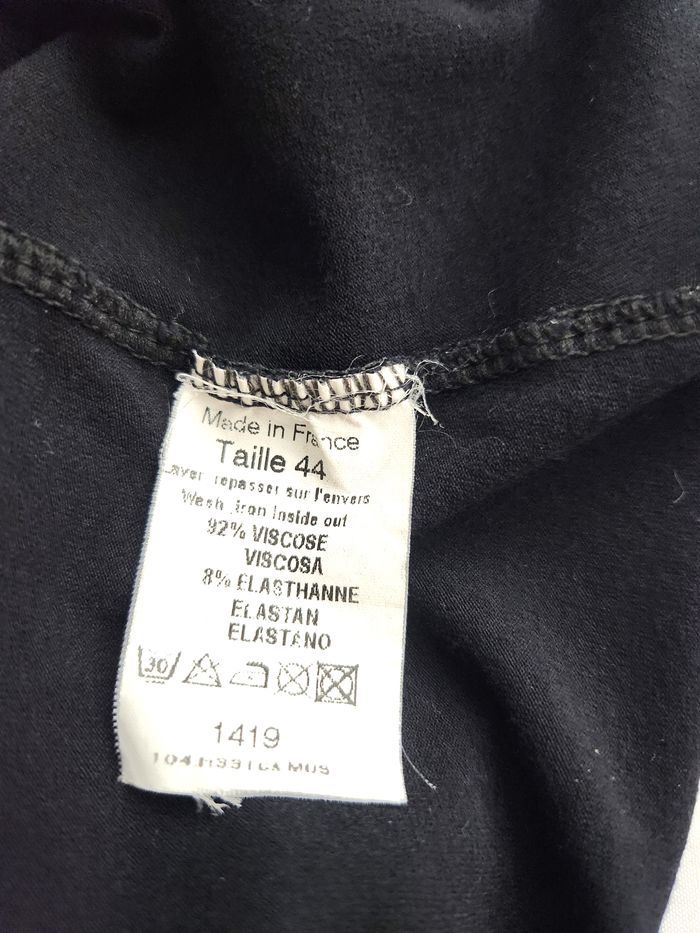 Made in France
Taille 44
Laver repasser sur l'envers
Wash iron Inside out
92% VISCOSE
VISCOSA
8% ELASTHANNE
ELASTAN
ELASTANO
30
1419